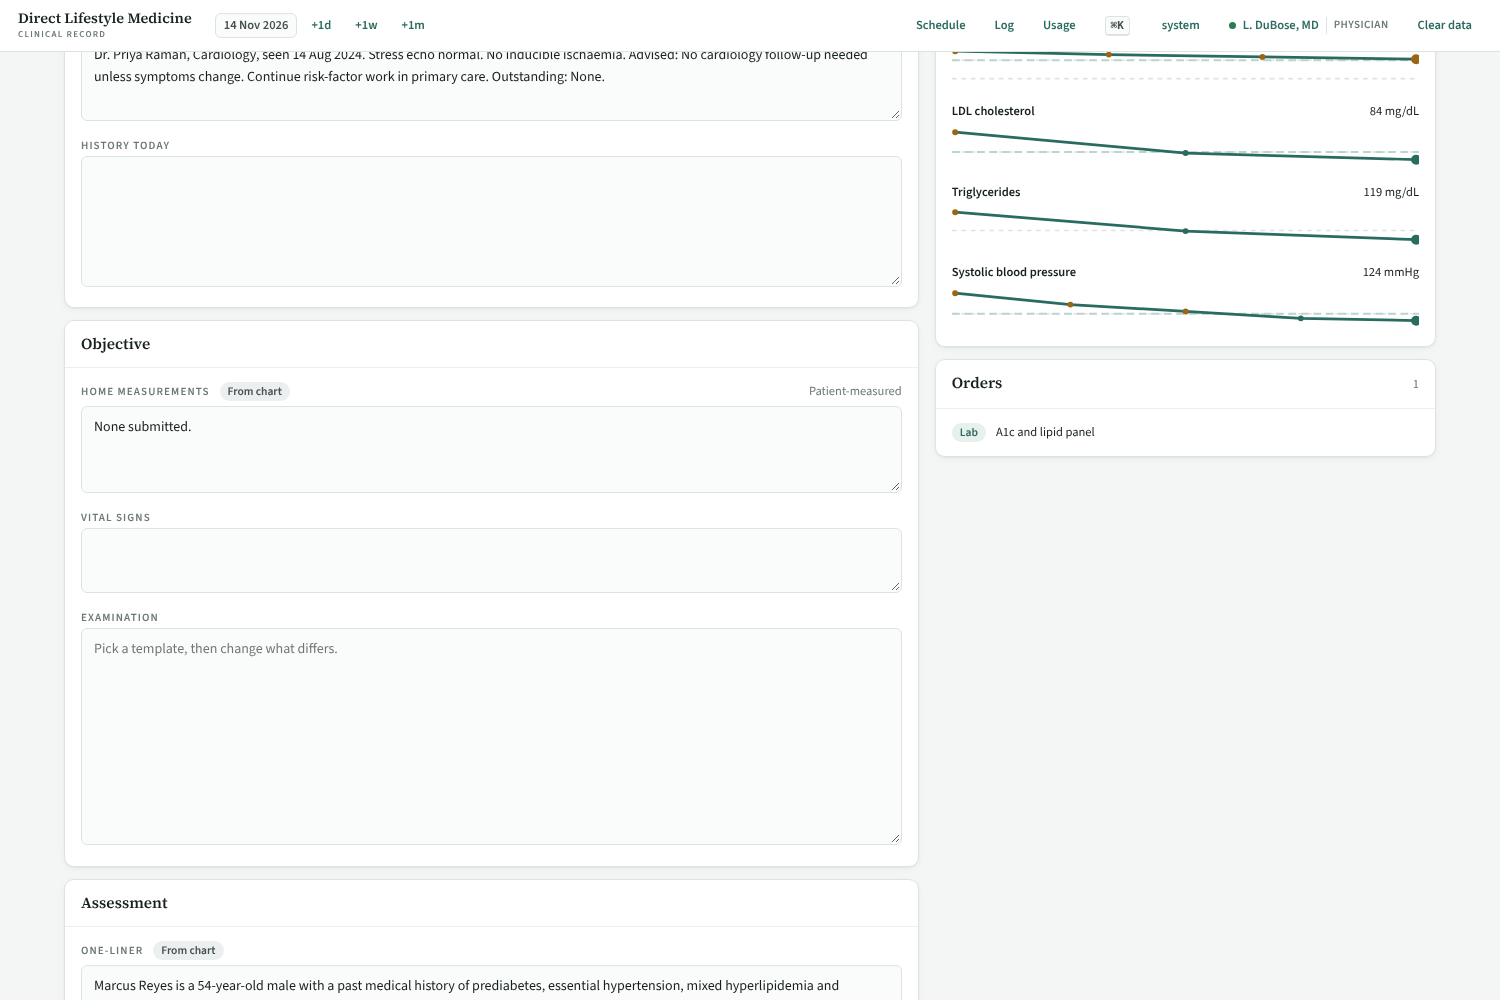 Direct Lifestyle Medicine
CLINICAL RECORD
14 Nov 2026
+1d
+1w
+1m
Schedule
Log
Usage
⌘K
system
L. DuBose, MD
PHYSICIAN
Clear data
Dr. Priya Raman, Cardiology, seen 14 Aug 2024. Stress echo normal. No inducible ischaemia. Advised: No cardiology follow-up needed
unless symptoms change. Continue risk-factor work in primary care. Outstanding: None.
HISTORY TODAY
Objective
HOME MEASUREMENTS
From chart
Patient-measured
None submitted.
VITAL SIGNS
EXAMINATION
Pick a template, then change what differs.
Assessment
ONE-LINER
From chart
Marcus Reyes is a 54-year-old male with a past medical history of prediabetes, essential hypertension, mixed hyperlipidemia and
LDL cholesterol
84 mg/dL
Triglycerides
119 mg/dL
Systolic blood pressure
124 mmHg
Orders
1
Lab
A1c and lipid panel